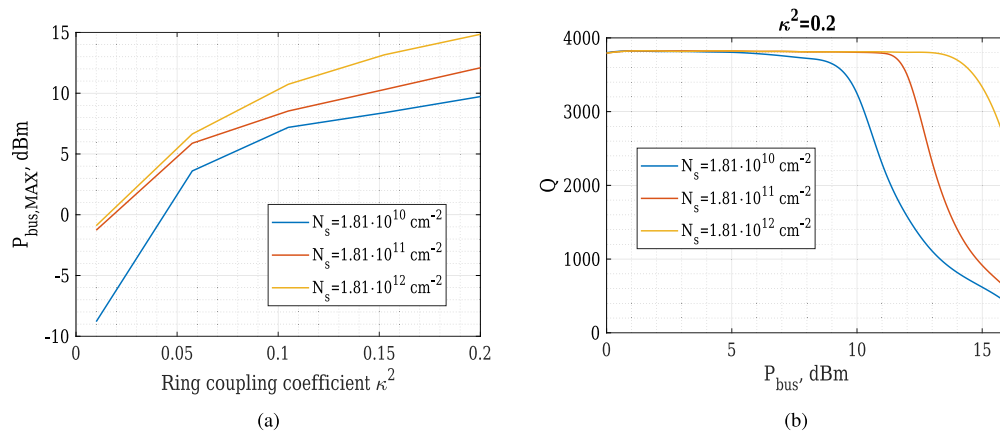 15
10
5
0
-5
-10
P_bus,MAX, dBm
N_s=1.81·10^10 cm^-2
N_s=1.81·10^11 cm^-2
N_s=1.81·10^12 cm^-2
0 0.05 0.1 0.15 0.2
Ring coupling coefficient κ^2
(a)
κ^2=0.2
4000
3000
2000
1000
0
Q
N_s=1.81·10^10 cm^-2
N_s=1.81·10^11 cm^-2
N_s=1.81·10^12 cm^-2
0 5 10 15
P_bus, dBm
(b)